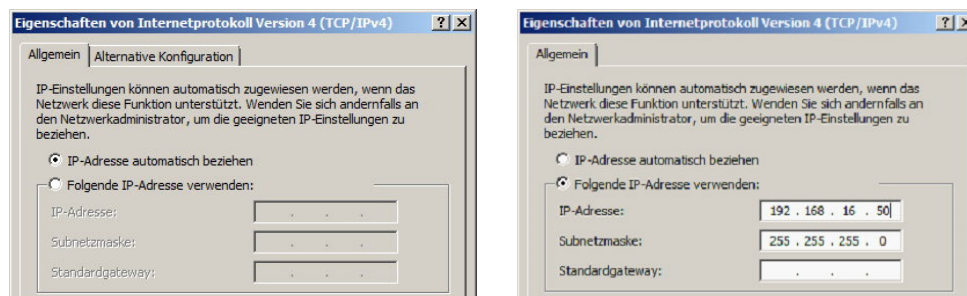 Eigenschaften von Internetprotokoll Version 4 (TCP/IPv4)
Allgemein
Alternative Konfiguration
IP-Einstellungen können automatisch zugewiesen werden, wenn das
Netzwerk diese Funktion unterstützt. Wenden Sie sich andernfalls an
den Netzwerkadministrator, um die geeigneten IP-Einstellungen zu
beziehen.
IP-Adresse automatisch beziehen
Folgende IP-Adresse verwenden:
IP-Adresse:
Subnetzmaske:
Standardgateway:
Eigenschaften von Internetprotokoll Version 4 (TCP/IPv4)
Allgemein
IP-Einstellungen können automatisch zugewiesen werden, wenn das
Netzwerk diese Funktion unterstützt. Wenden Sie sich andernfalls an
den Netzwerkadministrator, um die geeigneten IP-Einstellungen zu
beziehen.
IP-Adresse automatisch beziehen
Folgende IP-Adresse verwenden:
IP-Adresse: 192 . 168 . 16 . 50
Subnetzmaske: 255 . 255 . 255 . 0
Standardgateway: